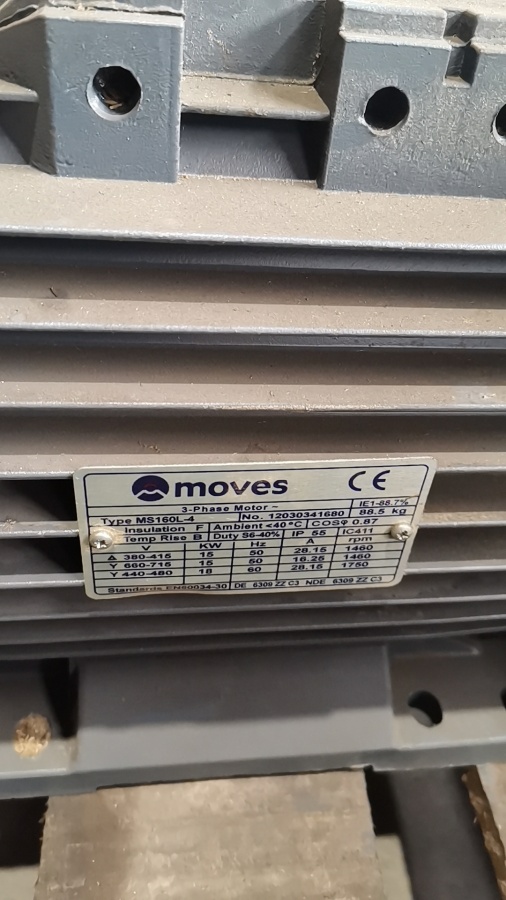 moves CE
3-Phase Motor ~ IE1-88.7%
Type MS160L-4 No. 12030341680 88.5 kg
Insulation F Ambient <40°C COSφ 0.87
Temp Rise B Duty S6-40% IP 55 IC411
V KW Hz A rpm
Δ 380-415 15 50 28.15 1460
Y 660-715 15 50 16.25 1460
Y 440-480 18 60 28.15 1750
Standards EN60034-30 DE 6309 ZZ C3 NDE 6309 ZZ C3